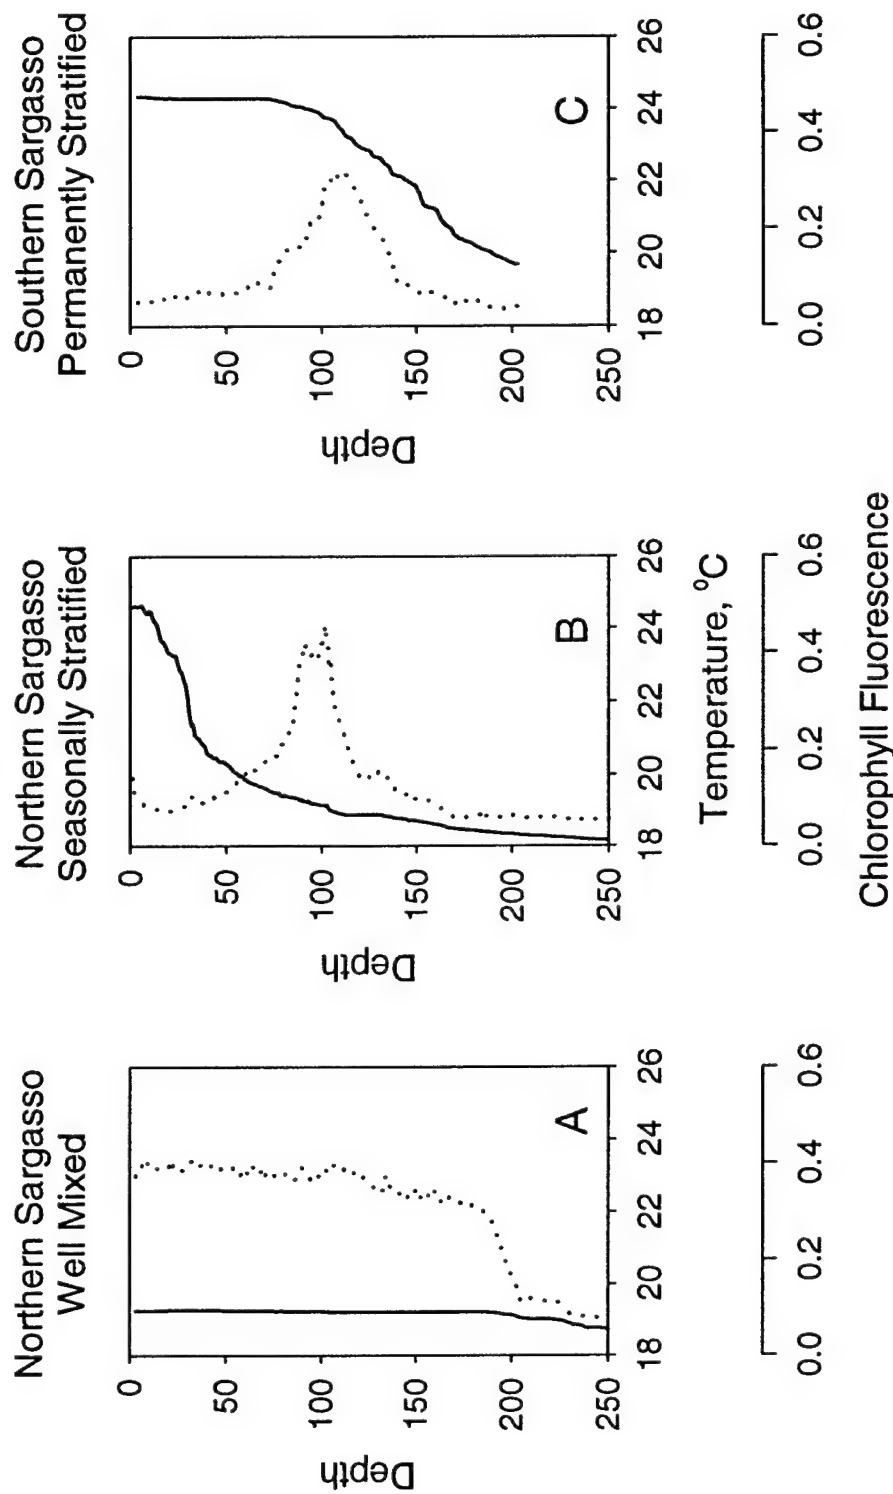 Northern Sargasso
Well Mixed
0
50
100
150
200
250
Depth
A
18 20 22 24 26
0.0 0.2 0.4 0.6
Northern Sargasso
Seasonally Stratified
0
50
100
150
200
250
Depth
B
18 20 22 24 26
Temperature, °C
0.0 0.2 0.4 0.6
Chlorophyll Fluorescence
Southern Sargasso
Permanently Stratified
0
50
100
150
200
250
Depth
C
18 20 22 24 26
0.0 0.2 0.4 0.6